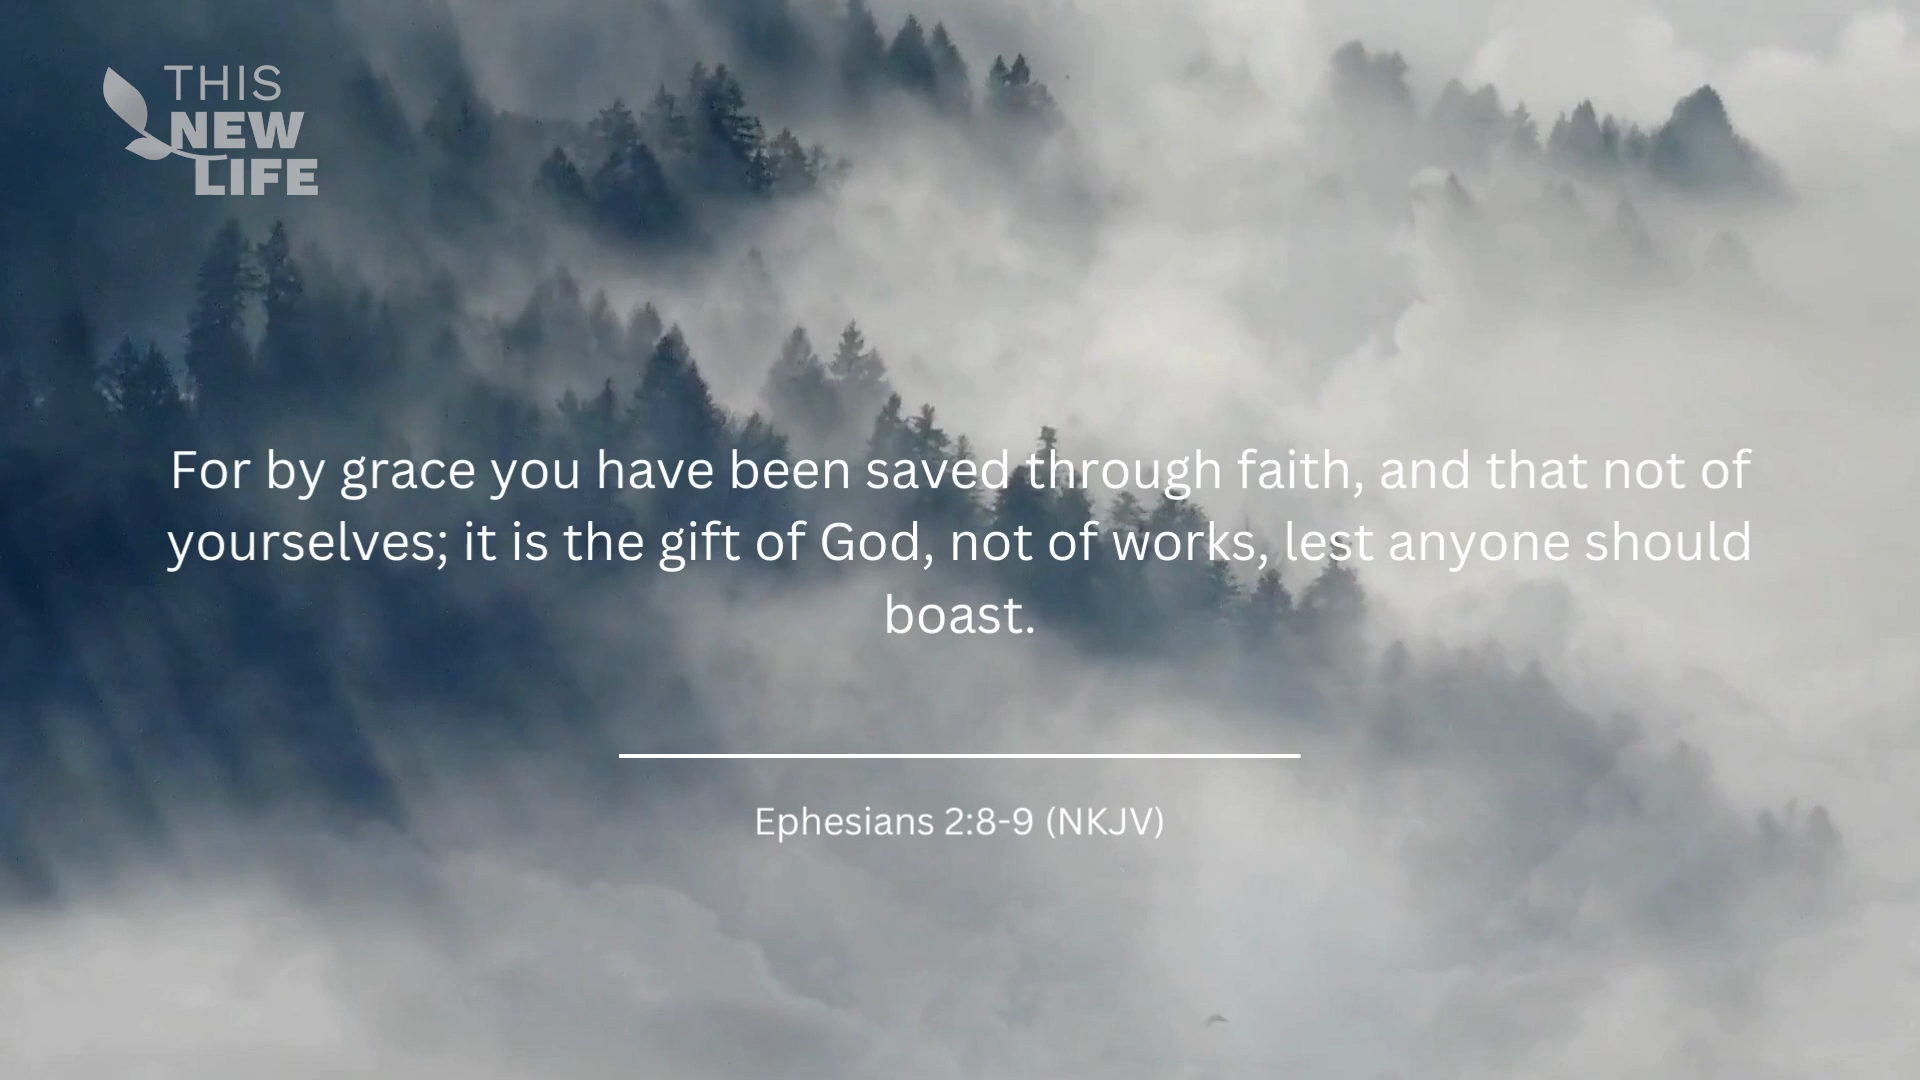 THIS
NEW
LIFE
For by grace you have been saved through faith, and that not of
yourselves; it is the gift of God, not of works, lest anyone should
boast.
Ephesians 2:8-9 (NKJV)